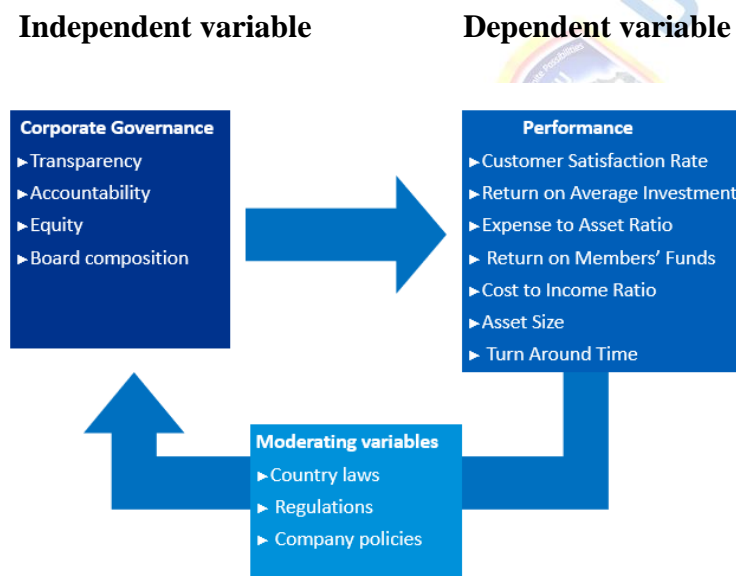 Independent variable
Dependent variable
Corporate Governance
►Transparency
►Accountability
►Equity
►Board composition
Performance
►Customer Satisfaction Rate
►Return on Average Investment
►Expense to Asset Ratio
► Return on Members' Funds
►Cost to Income Ratio
►Asset Size
► Turn Around Time
Moderating variables
►Country laws
► Regulations
► Company policies